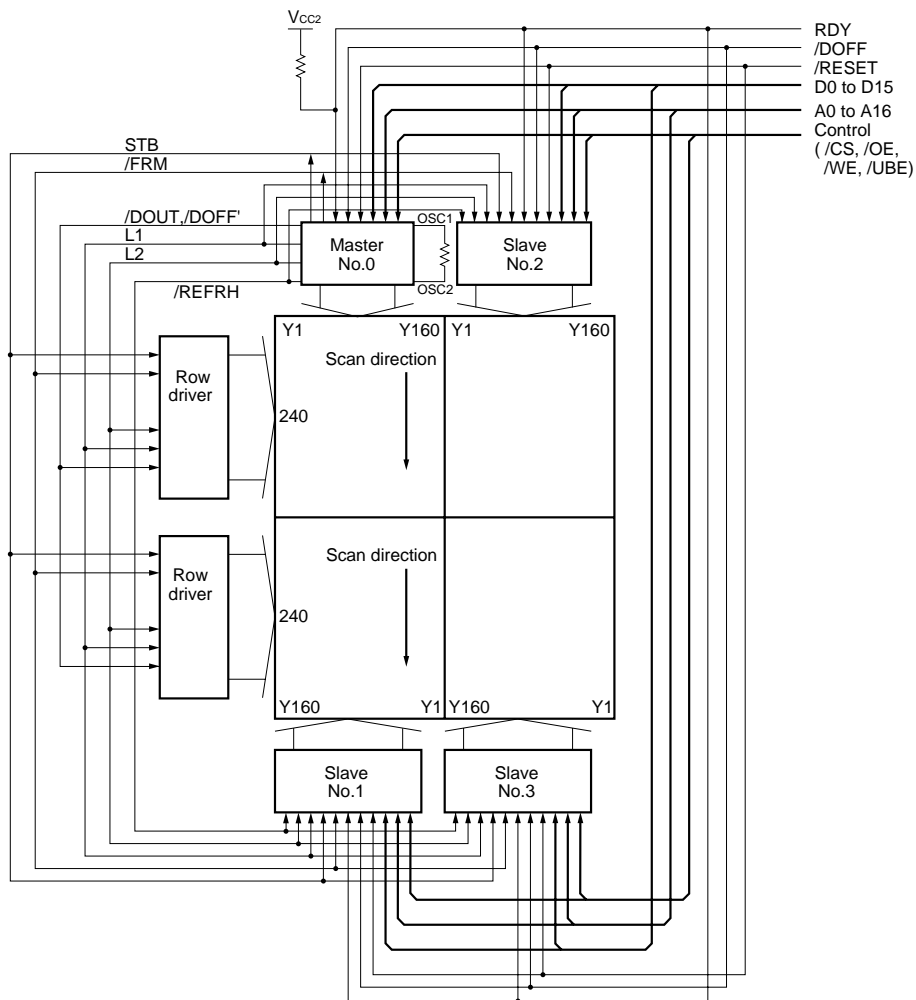 VCC2
RDY
/DOFF
/RESET
D0 to D15
A0 to A16
Control
( /CS, /OE,
/WE, /UBE)
STB
/FRM
/DOUT,/DOFF'
L1
L2
/REFRH
OSC1
OSC2
Master
No.0
Slave
No.2
Y1
Y160
Y1
Y160
Scan direction
Row
driver
240
Scan direction
Row
driver
240
Y160
Y1
Y160
Y1
Slave
No.1
Slave
No.3